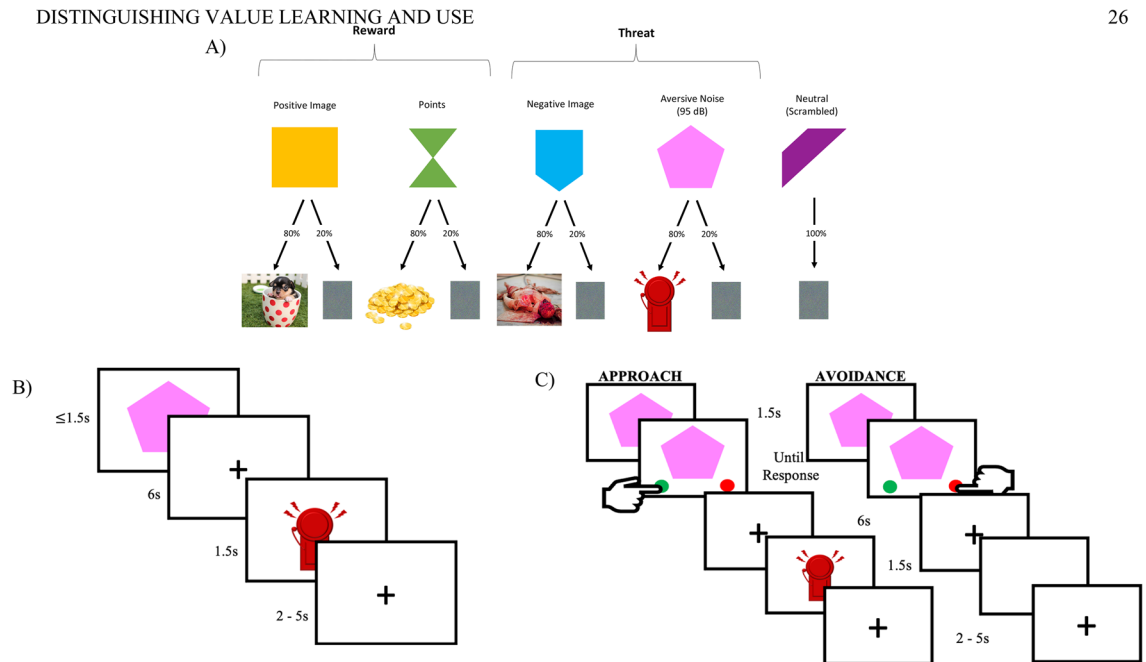 DISTINGUISHING VALUE LEARNING AND USE 26
A)
Reward Threat
Positive Image Points Negative Image Aversive Noise (95 dB) Neutral (Scrambled)
80% 20% 80% 20% 80% 20% 80% 20% 100%
B)
≤1.5s
6s
1.5s
2 - 5s
C)
APPROACH AVOIDANCE
1.5s
Until
Response
6s
1.5s
2 - 5s